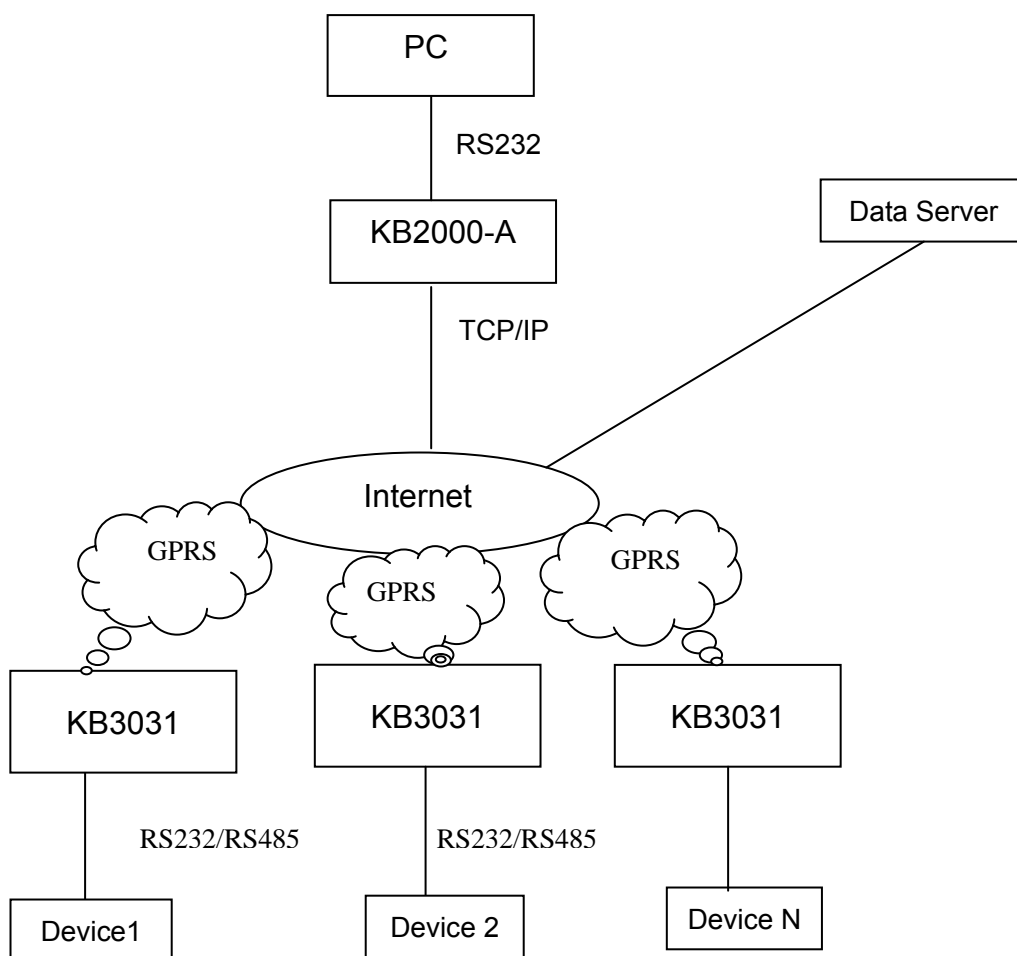 PC
RS232
KB2000-A
Data Server
TCP/IP
Internet
GPRS
GPRS
GPRS
KB3031
KB3031
KB3031
RS232/RS485
RS232/RS485
Device1
Device 2
Device N